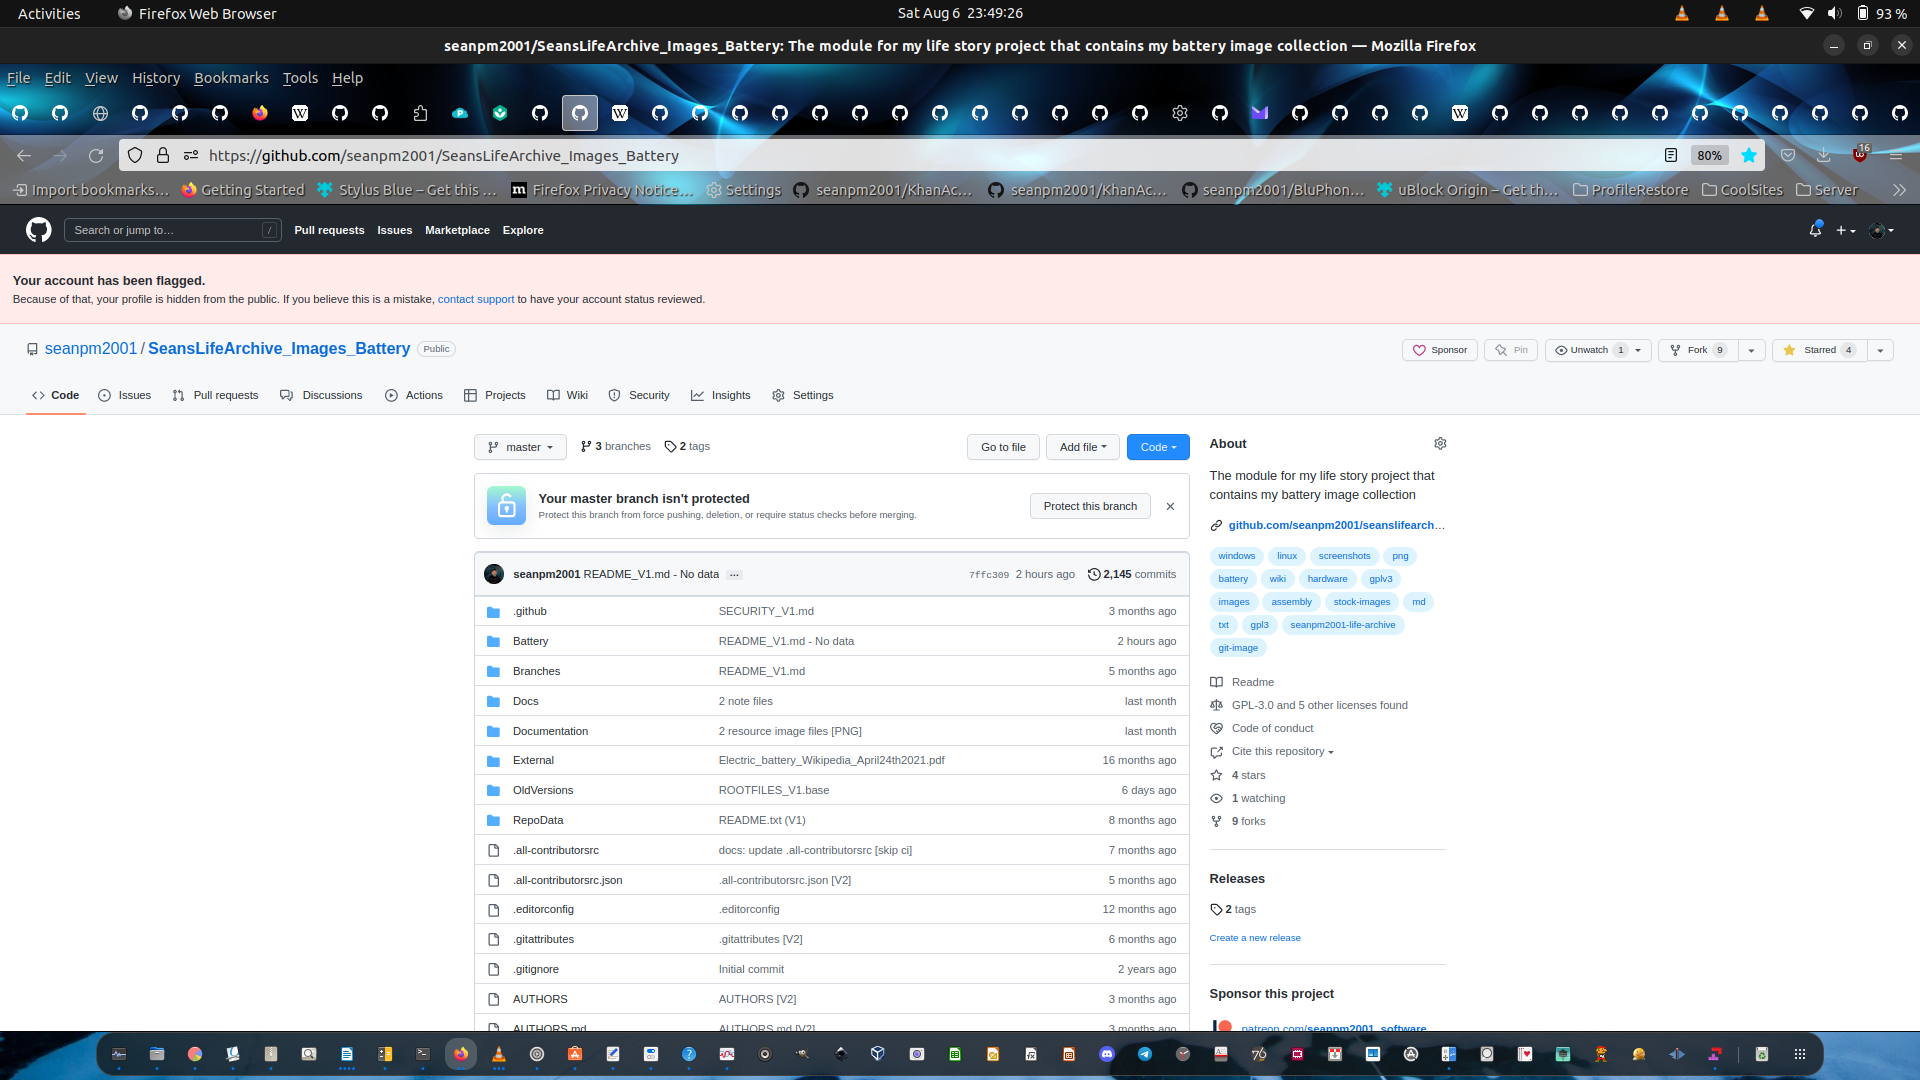 Activities Firefox Web Browser Sat Aug 6 23:49:26 93 %
seanpm2001/SeansLifeArchive_Images_Battery: The module for my life story project that contains my battery image collection — Mozilla Firefox
File Edit View History Bookmarks Tools Help
https://github.com/seanpm2001/SeansLifeArchive_Images_Battery 80% 16
Import bookmarks… Getting Started Stylus Blue – Get this … Firefox Privacy Notice… Settings seanpm2001/KhanAc… seanpm2001/KhanAc… seanpm2001/BluPhon… uBlock Origin – Get th… ProfileRestore CoolSites Server
Search or jump to… / Pull requests Issues Marketplace Explore
Your account has been flagged.
Because of that, your profile is hidden from the public. If you believe this is a mistake, contact support to have your account status reviewed.
seanpm2001 / SeansLifeArchive_Images_Battery Public Sponsor Pin Unwatch 1 Fork 9 Starred 4
Code Issues Pull requests Discussions Actions Projects Wiki Security Insights Settings
master 3 branches 2 tags Go to file Add file Code
Your master branch isn't protected
Protect this branch from force pushing, deletion, or require status checks before merging.
Protect this branch
seanpm2001 README_V1.md - No data … 7ffc309 2 hours ago 2,145 commits
.github SECURITY_V1.md 3 months ago
Battery README_V1.md - No data 2 hours ago
Branches README_V1.md 5 months ago
Docs 2 note files last month
Documentation 2 resource image files [PNG] last month
External Electric_battery_Wikipedia_April24th2021.pdf 16 months ago
OldVersions ROOTFILES_V1.base 6 days ago
RepoData README.txt (V1) 8 months ago
.all-contributorsrc docs: update .all-contributorsrc [skip ci] 7 months ago
.all-contributorsrc.json .all-contributorsrc.json [V2] 5 months ago
.editorconfig .editorconfig 12 months ago
.gitattributes .gitattributes [V2] 6 months ago
.gitignore Initial commit 2 years ago
AUTHORS AUTHORS [V2] 3 months ago
AUTHORS.md AUTHORS.md [V2] 3 months ago
About
The module for my life story project that
contains my battery image collection
github.com/seanpm2001/seanslifearch…
windows linux screenshots png
battery wiki hardware gplv3
images assembly stock-images md
txt gpl3 seanpm2001-life-archive
git-image
Readme
GPL-3.0 and 5 other licenses found
Code of conduct
Cite this repository
4 stars
1 watching
9 forks
Releases
2 tags
Create a new release
Sponsor this project
patreon.com/seanpm2001_software